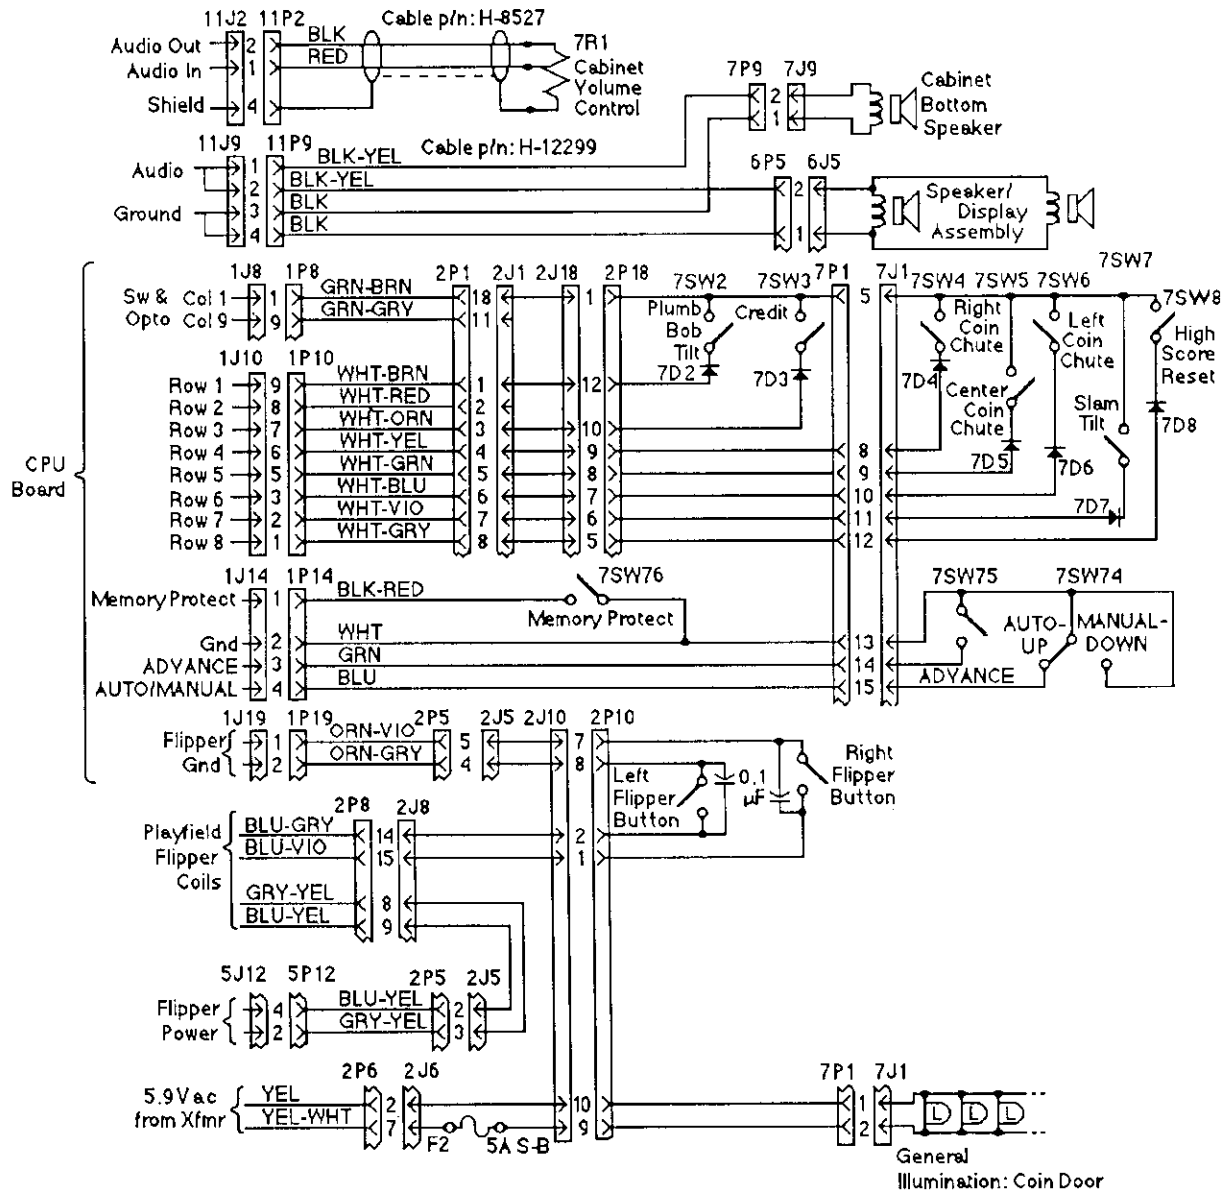 11J2 11P2 Cable p/n: H-8527
Audio Out 2 BLK 7R1
Audio In 1 RED Cabinet
Volume
Shield 4 Control
7P9 7J9 Cabinet
2 Bottom
1 Speaker
11J9 11P9 Cable p/n: H-12299
Audio 1 BLK-YEL
2 BLK-YEL
Ground 3 BLK
4 BLK
6P5 6J5
2 Speaker/
Display
1 Assembly
CPU
Board
1J8 1P8 2P1 2J1 2J18 2P18 7SW2 7SW3 7P1 7J1 7SW4 7SW5 7SW6 7SW7
Sw & Col 1 1 GRN-BRN 18 1 5 7SW8
Opto Col 9 9 GRN-GRY 11
Plumb
Bob
Tilt
7D2
Credit
7D3
Right
Coin
Chute
7D4
Center
Coin
Chute
7D5
Left
Coin
Chute
7D6
Slam
Tilt
7D7
High
Score
Reset
7D8
1J10 1P10
Row 1 9 WHT-BRN 1 12
Row 2 8 WHT-RED 2
Row 3 7 WHT-ORN 3 10
Row 4 6 WHT-YEL 4 9 8
Row 5 5 WHT-GRN 5 8 9
Row 6 3 WHT-BLU 6 7 10
Row 7 2 WHT-VIO 7 6 11
Row 8 1 WHT-GRY 8 5 12
1J14 1P14 7SW76 7SW75 7SW74
Memory Protect 1 BLK-RED
Memory Protect
Gnd 2 WHT 13
ADVANCE 3 GRN 14
AUTO/MANUAL 4 BLU 15
ADVANCE
AUTO-
UP
MANUAL-
DOWN
1J19 1P19 2P5 2J5 2J10 2P10
Flipper 1 ORN-VIO 5 7
Gnd 2 ORN-GRY 4 8
Left
Flipper
Button
0.1
µF
Right
Flipper
Button
2P8 2J8
Playfield
Flipper
Coils
BLU-GRY 14 2
BLU-VIO 15 1
GRY-YEL 8
BLU-YEL 9
5J12 5P12 2P5 2J5
Flipper 4 BLU-YEL 2
Power 2 GRY-YEL 3
2P6 2J6 7P1 7J1
5.9Vac
from Xfmr
YEL 2 10 1 L L L
YEL-WHT 7 F2 5A S-B 9 2
General
Illumination: Coin Door